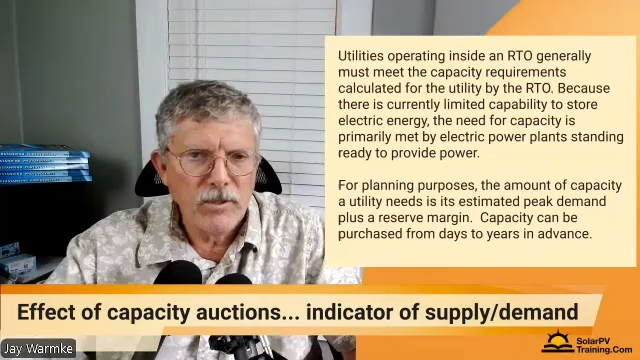 Utilities operating inside an RTO generally
must meet the capacity requirements
calculated for the utility by the RTO. Because
there is currently limited capability to store
electric energy, the need for capacity is
primarily met by electric power plants standing
ready to provide power.
For planning purposes, the amount of capacity
a utility needs is its estimated peak demand
plus a reserve margin. Capacity can be
purchased from days to years in advance.
Effect of capacity auctions... indicator of supply/demand
Jay Warmke
SolarPV
Training.Com